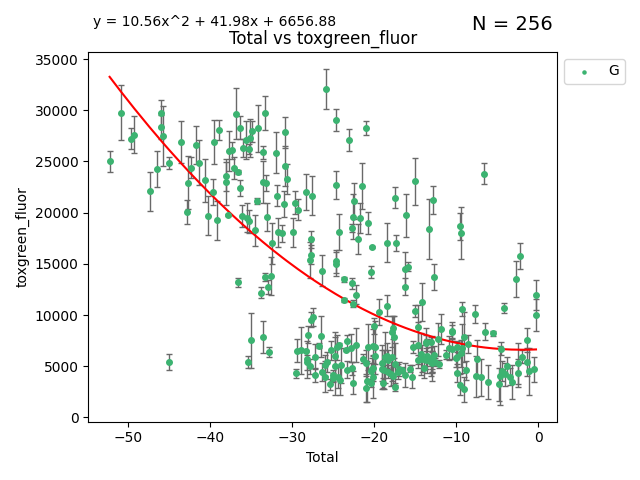 y = 10.56x^2 + 41.98x + 6656.88
N = 256
Total vs toxgreen_fluor
35000
30000
25000
20000
15000
10000
5000
0
toxgreen_fluor
−50 −40 −30 −20 −10 0
Total
G